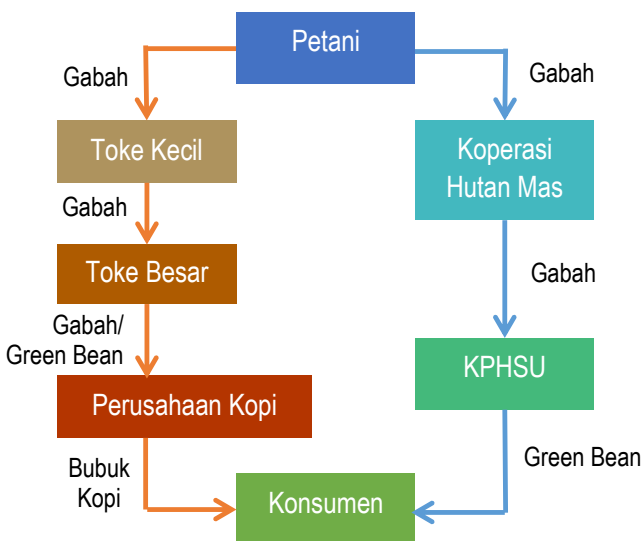 Petani
Gabah
Gabah
Toke Kecil
Koperasi
Hutan Mas
Gabah
Toke Besar
Gabah
Gabah/
Green Bean
KPHSU
Perusahaan Kopi
Bubuk
Kopi
Green Bean
Konsumen